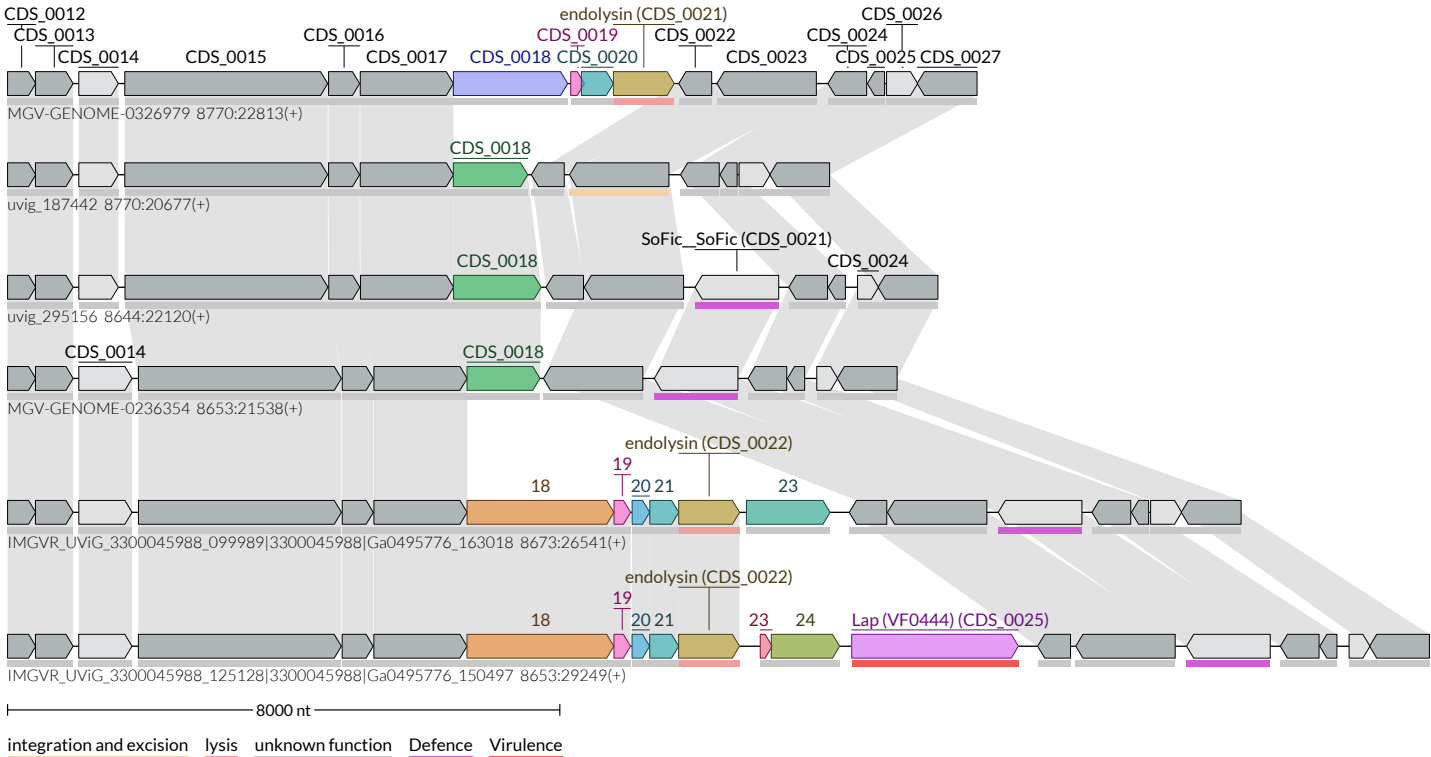 CDS_0012 endolysin (CDS_0021) CDS_0026
CDS_0013 CDS_0016 CDS_0019 CDS_0022 CDS_0024
CDS_0014 CDS_0015 CDS_0017 CDS_0018 CDS_0020 CDS_0023 CDS_0025 CDS_0027
MGV-GENOME-0326979 8770:22813(+)
CDS_0018
uvig_187442 8770:20677(+)
SoFic__SoFic (CDS_0021)
CDS_0018 CDS_0024
uvig_295156 8644:22120(+)
CDS_0014 CDS_0018
MGV-GENOME-0236354 8653:21538(+)
endolysin (CDS_0022)
19
18 20 21 23
IMGVR_UViG_3300045988_099989|3300045988|Ga0495776_163018 8673:26541(+)
endolysin (CDS_0022)
19
18 20 21 23 24 Lap (VF0444) (CDS_0025)
IMGVR_UViG_3300045988_125128|3300045988|Ga0495776_150497 8653:29249(+)
8000 nt
integration and excision lysis unknown function Defence Virulence